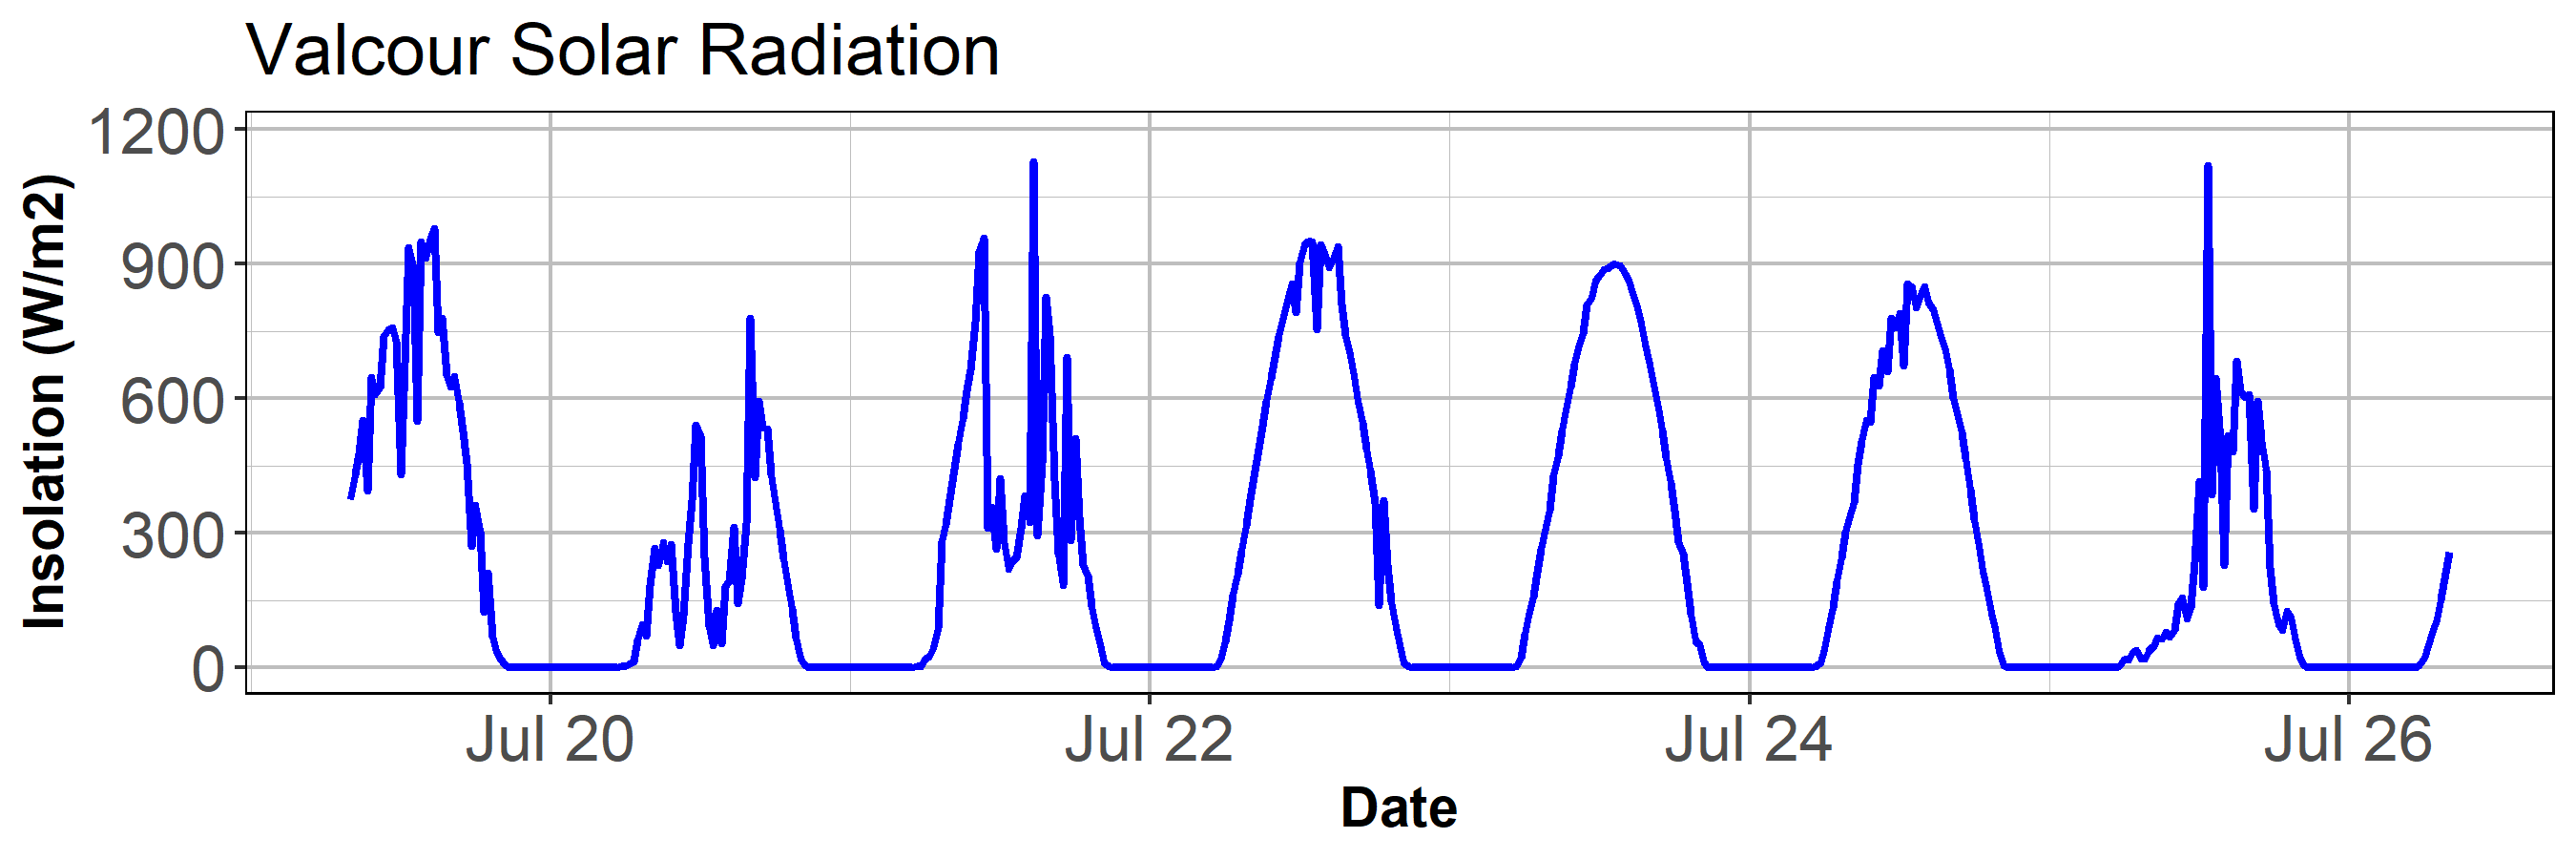 Valcour Solar Radiation
1200
900
600
300
0
Insolation (W/m2)
Jul 20 Jul 22 Jul 24 Jul 26
Date